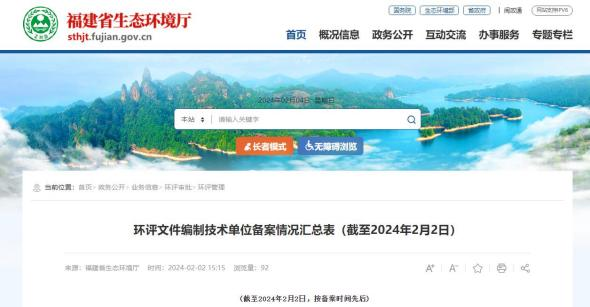 国务院 生态环境部 省政府 | 闽政通 网站支持IPV6
福建省生态环境厅
sthjt.fujian.gov.cn
首页 概况信息 政务公开 互动交流 办事服务 专题专栏
2024年02月04日 星期日
本站 请输入关键字
长者模式 无障碍浏览
当前位置：首页> 政务公开> 业务信息> 环评审批> 环评管理
环评文件编制技术单位备案情况汇总表（截至2024年2月2日）
来源：福建省生态环境厅 时间：2024-02-02 15:15 浏览量：92
A+ A-
（截至2024年2月2日，按备案时间先后）